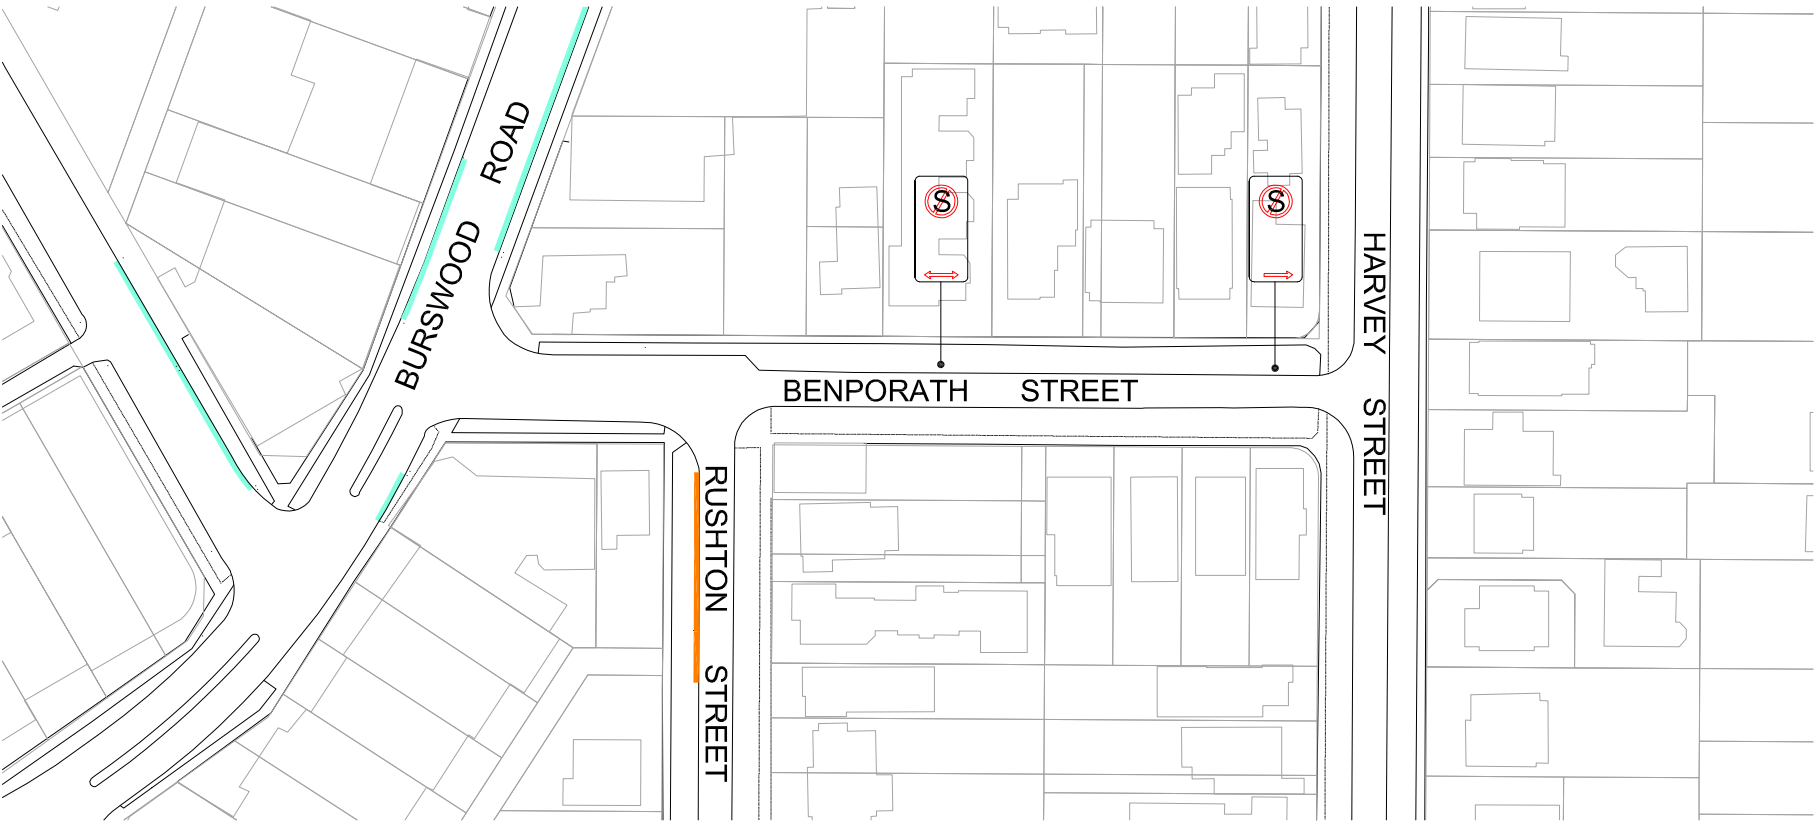 BURSWOOD ROAD
S
S
HARVEY STREET
BENPORATH STREET
RUSHTON STREET